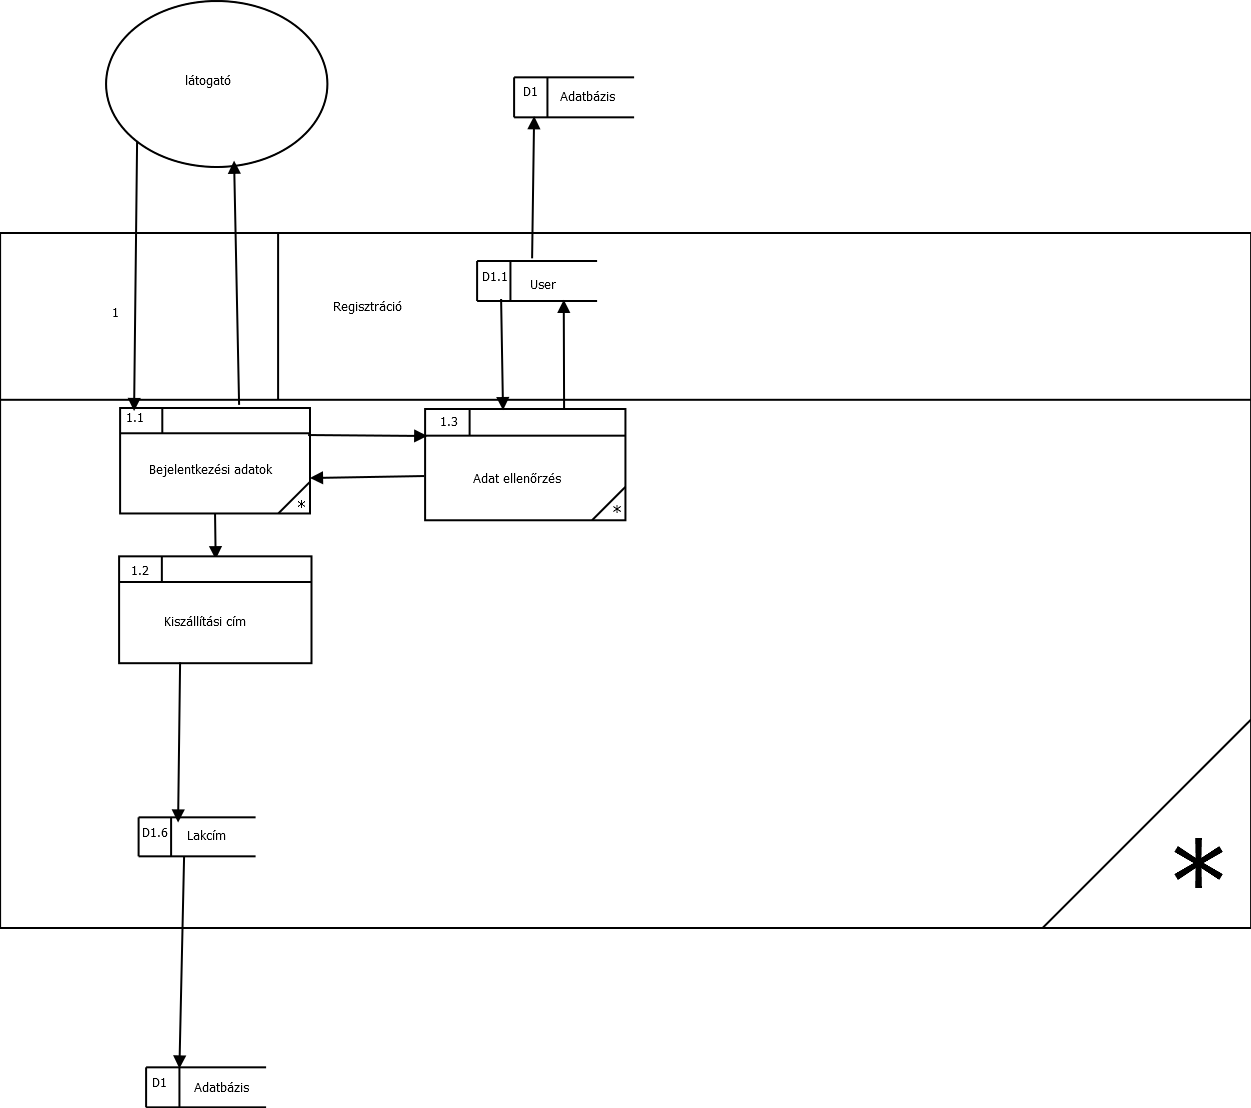 látogató
D1
Adatbázis
D1.1
User
1
Regisztráció
1.1
Bejelentkezési adatok
*
1.3
Adat ellenőrzés
*
1.2
Kiszállítási cím
D1.6
Lakcím
*
D1
Adatbázis